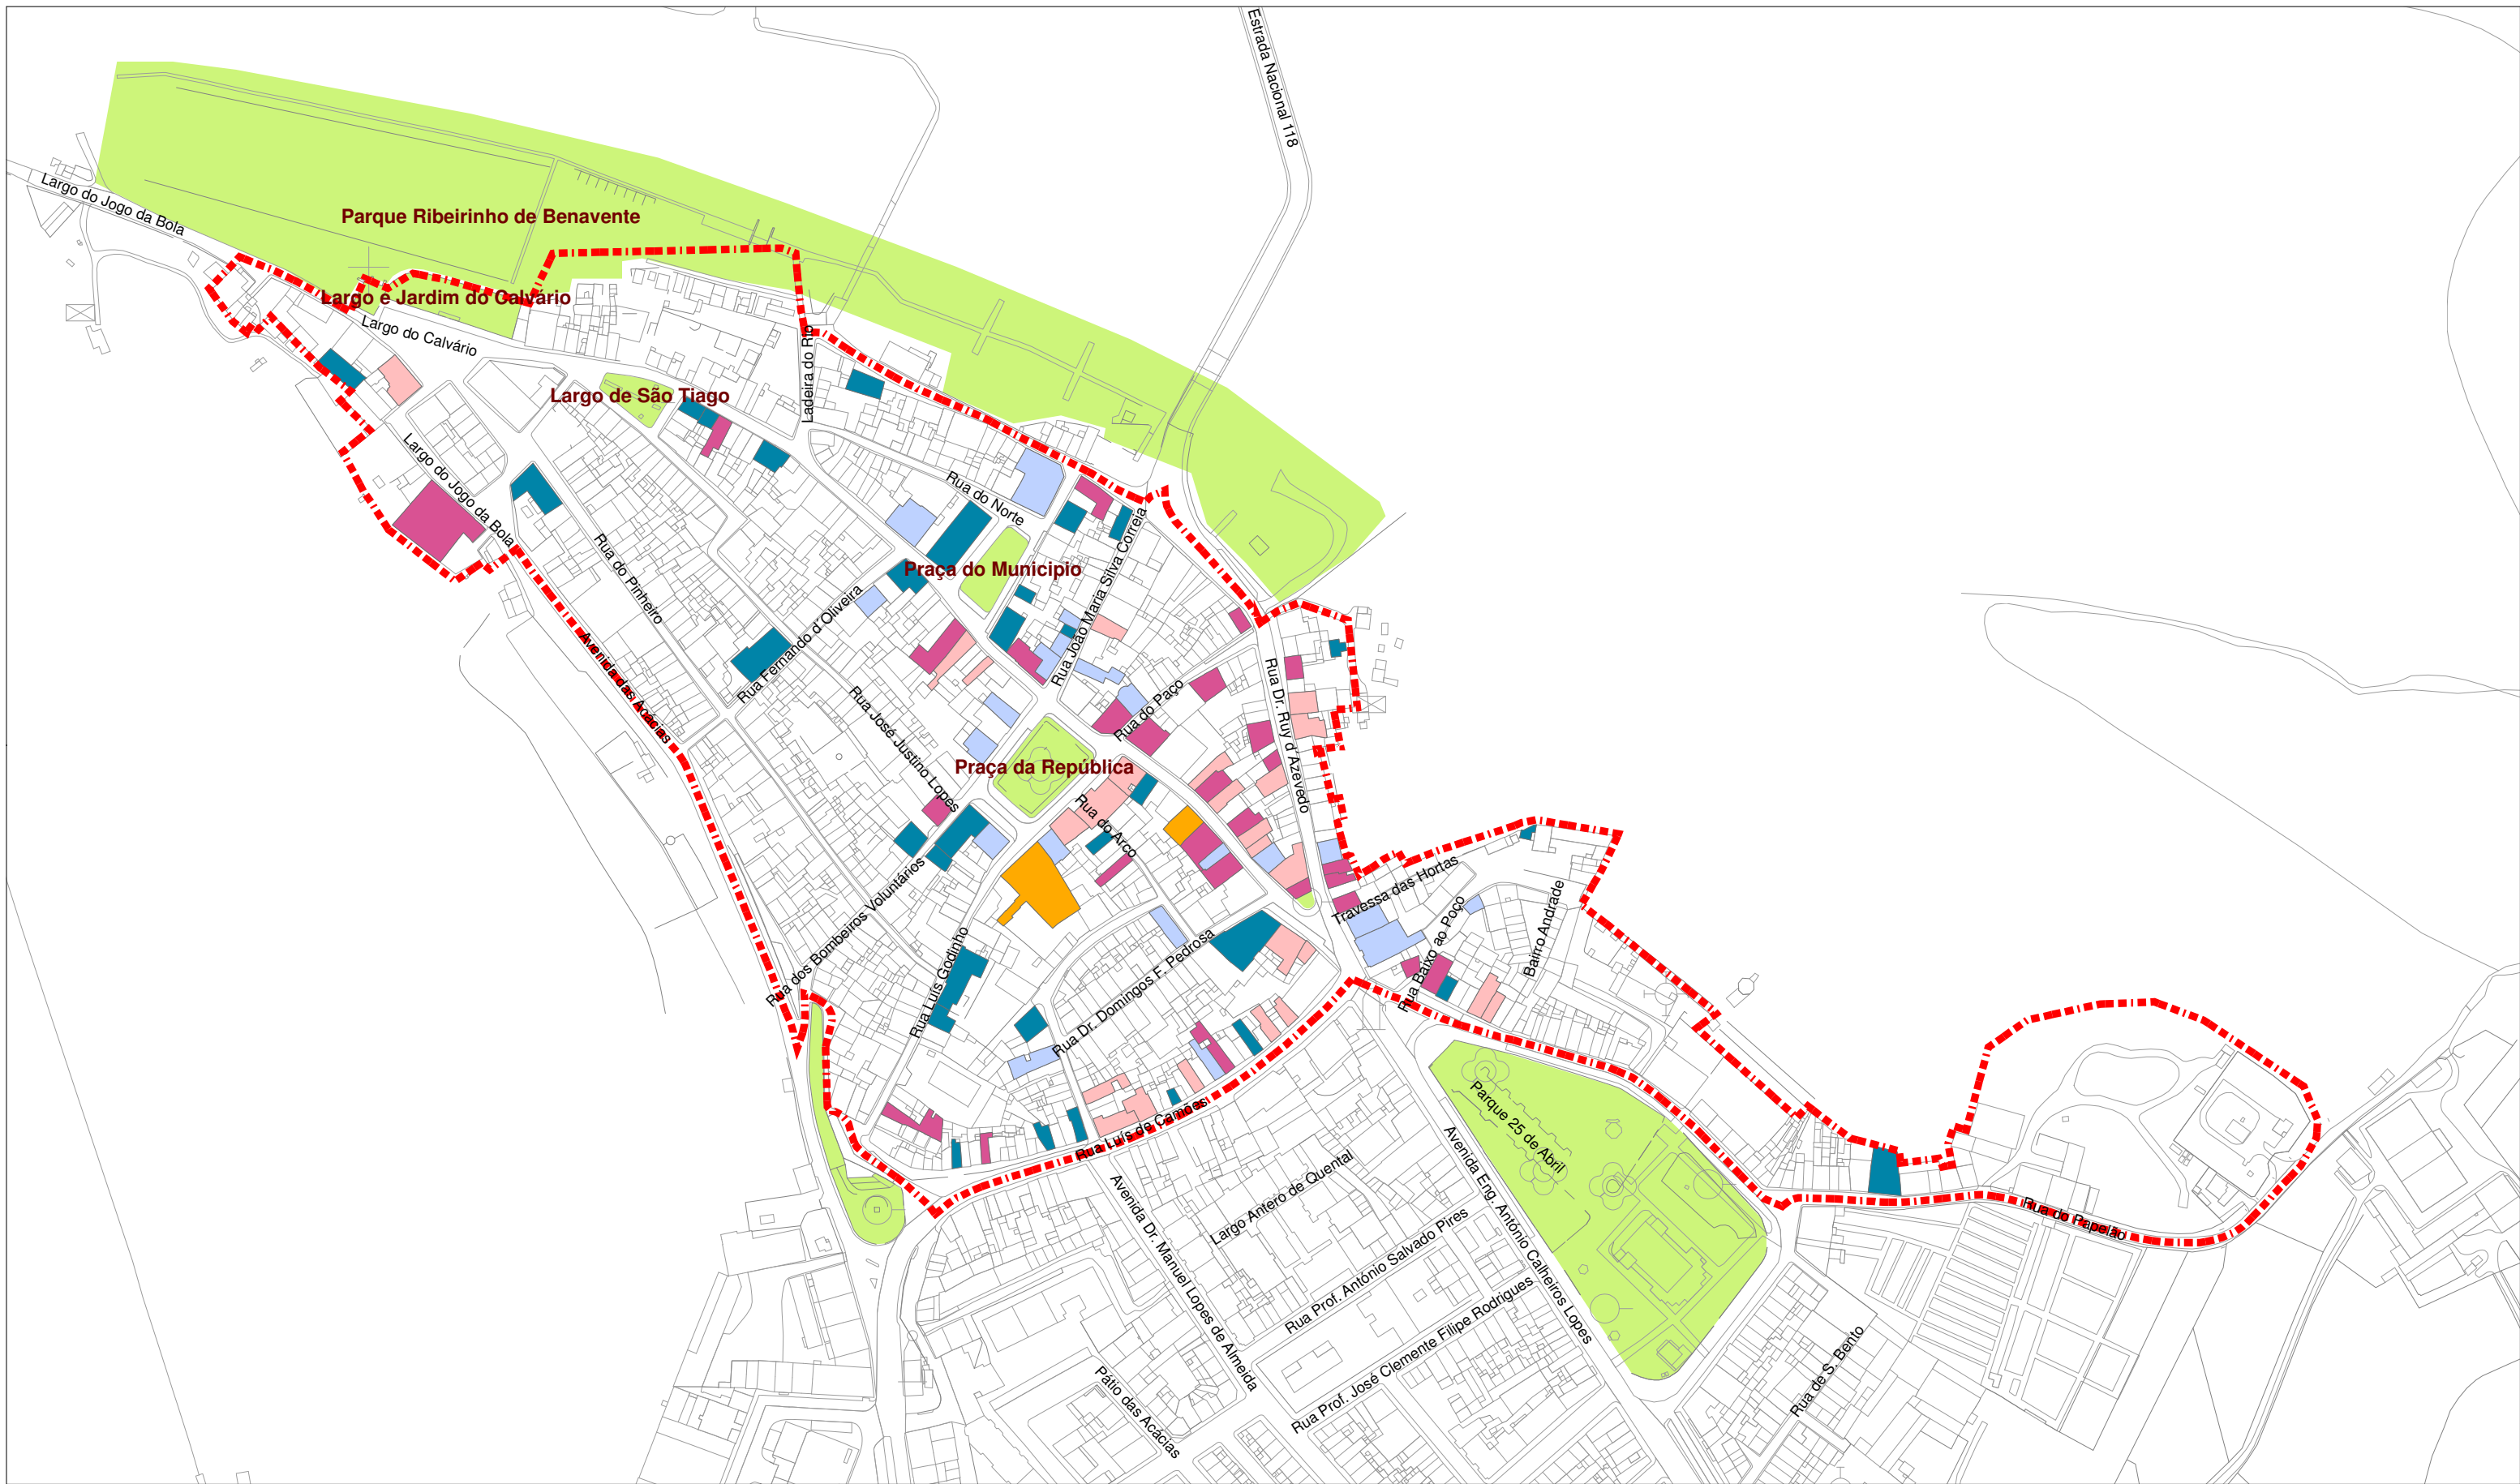 Estrada Nacional 118
Largo do Jogo da Bola
Parque Ribeirinho de Benavente
Largo e Jardim do Calvário
Largo do Calvário
Ladeira do Rio
Largo de São Tiago
Largo do Jogo da Bola
Rua do Norte
Rua do Pinheiro
Praça do Municipio
Rua João Maria Silva Correia
Rua Fernando d'Oliveira
Avenida das Acácias
Rua do Paço
Rua Dr. Ruy d'Azevedo
Rua José Justino Lopes
Praça da República
Rua do Arco
Travessa das Hortas
Rua dos Bombeiros Voluntários
Rua Baixo ao Poço
Bairro Andrade
Rua Luís Godinho
Rua Dr. Domingos F. Pedrosa
Rua Luís de Camões
Parque 25 de Abril
Avenida Eng. António Calheiros Lopes
Largo Antero de Quental
Avenida Dr. Manuel Lopes de Almeida
Rua Prof. António Salvado Pires
Rua do Papelão
Rua Prof. José Clemente Filipe Rodrigues
Rua de S. Bento
Pátio das Acácias